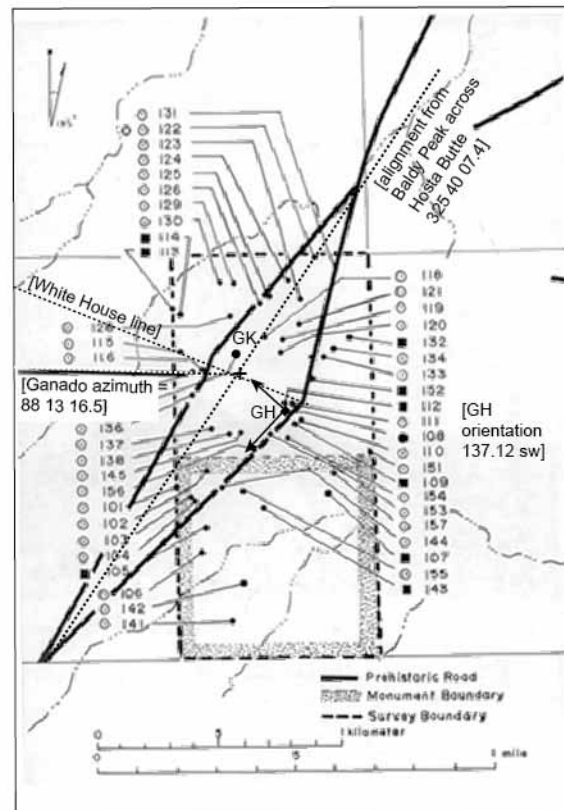 [alignment from
Baldy Peak across
Hosta Butte
325 40 07.4]
131
122
123
124
125
126
129
130
114
113
[White House line]
115
116
[Ganado azimuth =
88 13 16.5]
GK
GH
118
121
119
120
132
134
133
152
112
111
108
110
151
109
154
153
157
144
107
155
143
[GH
orientation
137.12 sw]
136
137
138
145
156
101
102
103
104
105
106
142
141
Prehistoric Road
Monument Boundary
Survey Boundary
0 .5 1 kilometer
0 .5 1 mile